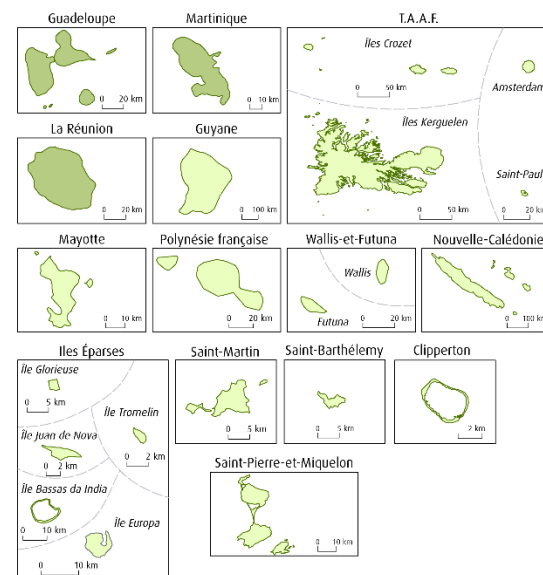 Guadeloupe
0 20 km
Martinique
0 10 km
T.A.A.F.
Îles Crozet
0 50 km
Amsterdam
Îles Kerguelen
0 50 km
Saint-Paul
0 20 km
La Réunion
0 20 km
Guyane
0 100 km
Mayotte
0 10 km
Polynésie française
0 20 km
Wallis-et-Futuna
Wallis
Futuna
0 20 km
Nouvelle-Calédonie
0 100 km
Iles Éparses
Île Glorieuse
0 5 km
Île Tromelin
0 2 km
Île Juan de Nova
0 2 km
Île Bassas da India
0 10 km
Île Europa
0 10 km
Saint-Martin
0 10 km
Saint-Barthélemy
0 5 km
Clipperton
2 km
Saint-Pierre-et-Miquelon
0 10 km